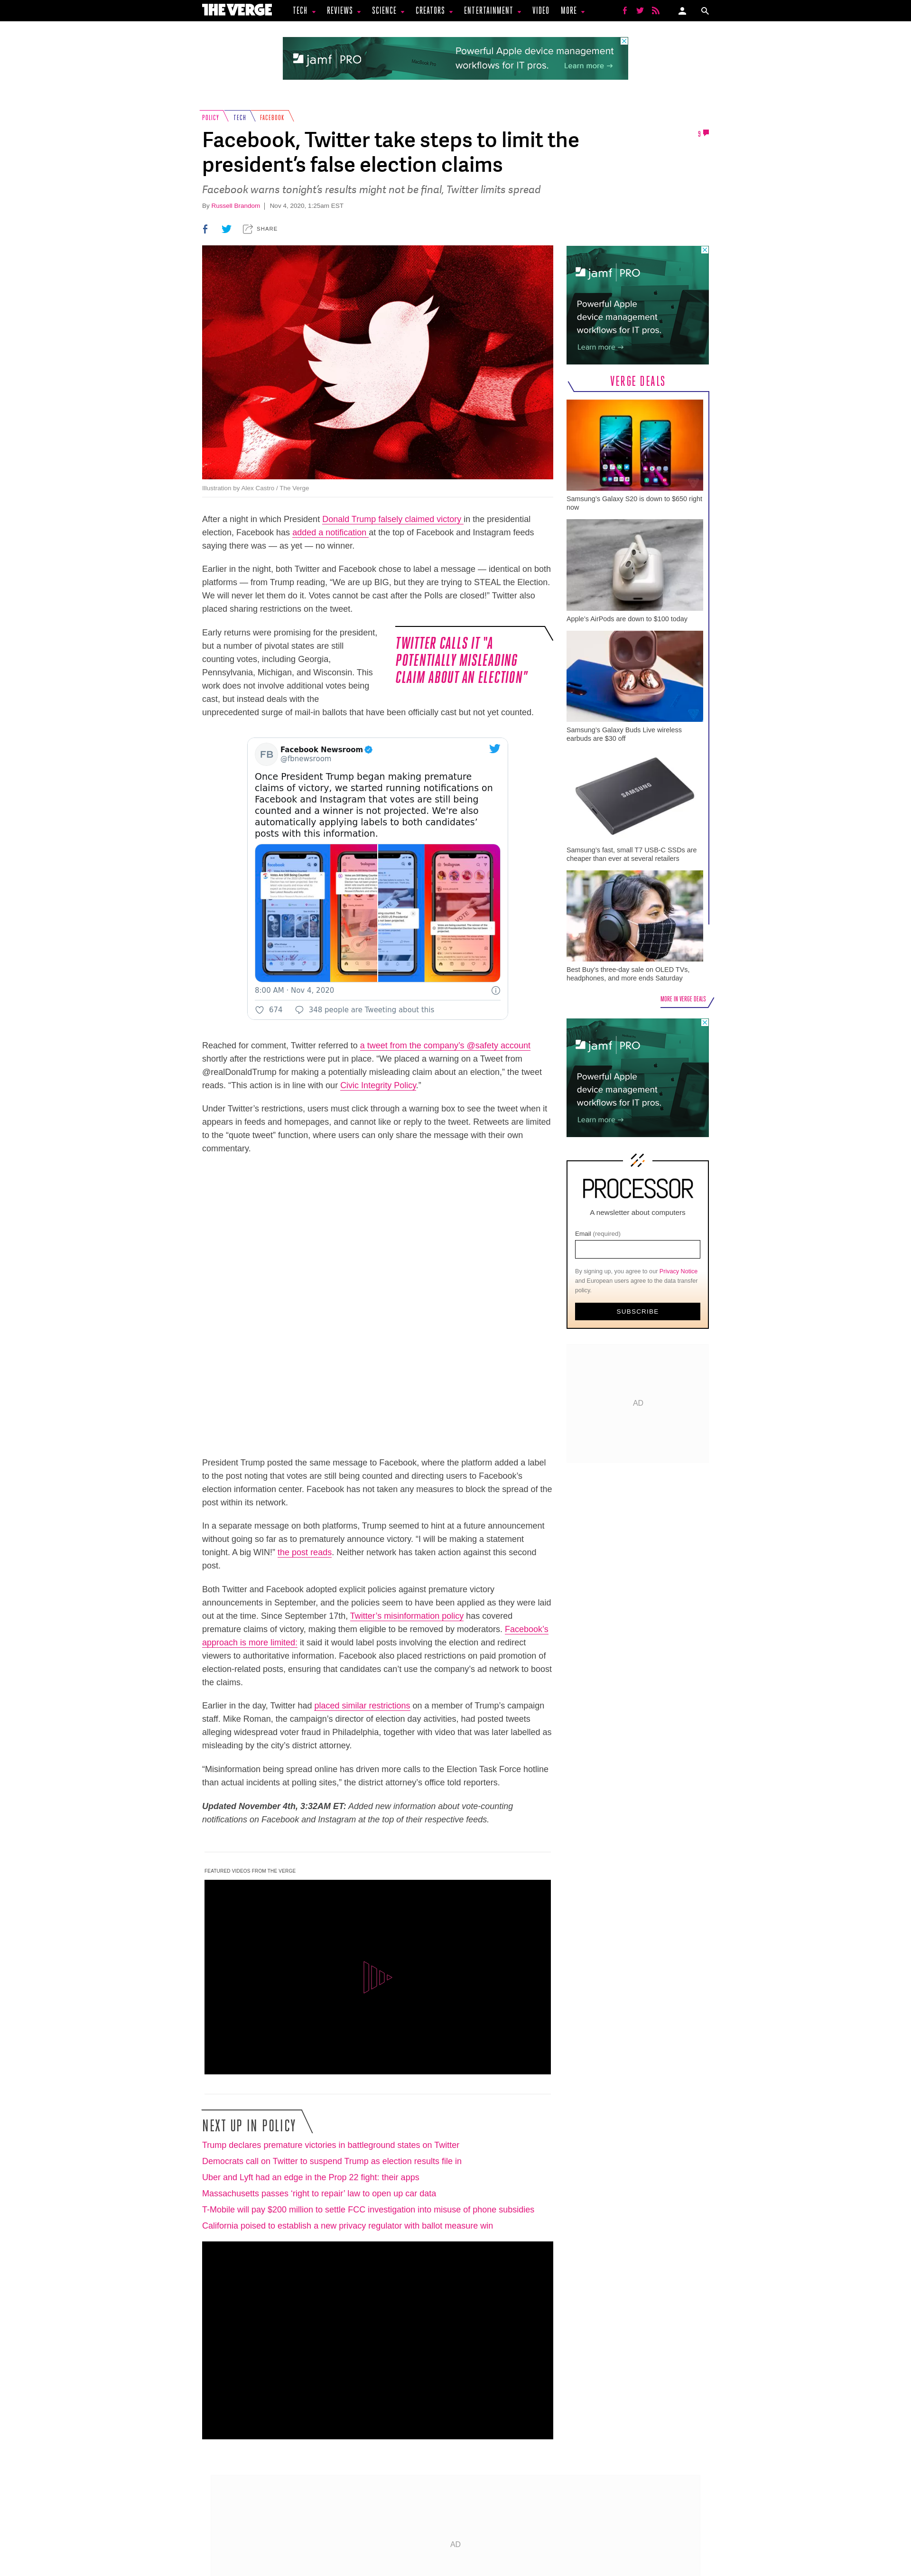 THE VERGE
TECH
REVIEWS
SCIENCE
CREATORS
ENTERTAINMENT
VIDEO
MORE
jamf PRO
Powerful Apple device management
workflows for IT pros. Learn more →
POLICY
TECH
FACEBOOK
Facebook, Twitter take steps to limit the
president’s false election claims
9
Facebook warns tonight’s results might not be final, Twitter limits spread
By Russell Brandom | Nov 4, 2020, 1:25am EST
SHARE
Illustration by Alex Castro / The Verge
After a night in which President Donald Trump falsely claimed victory in the presidential
election, Facebook has added a notification at the top of Facebook and Instagram feeds
saying there was — as yet — no winner.
Earlier in the night, both Twitter and Facebook chose to label a message — identical on both
platforms — from Trump reading, “We are up BIG, but they are trying to STEAL the Election.
We will never let them do it. Votes cannot be cast after the Polls are closed!” Twitter also
placed sharing restrictions on the tweet.
Early returns were promising for the president,
but a number of pivotal states are still
counting votes, including Georgia,
Pennsylvania, Michigan, and Wisconsin. This
work does not involve additional votes being
cast, but instead deals with the
unprecedented surge of mail-in ballots that have been officially cast but not yet counted.
TWITTER CALLS IT "A
POTENTIALLY MISLEADING
CLAIM ABOUT AN ELECTION"
FB
Facebook Newsroom
@fbnewsroom
Once President Trump began making premature
claims of victory, we started running notifications on
Facebook and Instagram that votes are still being
counted and a winner is not projected. We're also
automatically applying labels to both candidates’
posts with this information.
8:00 AM · Nov 4, 2020
674
348 people are Tweeting about this
Reached for comment, Twitter referred to a tweet from the company’s @safety account
shortly after the restrictions were put in place. “We placed a warning on a Tweet from
@realDonaldTrump for making a potentially misleading claim about an election,” the tweet
reads. “This action is in line with our Civic Integrity Policy.”
Under Twitter’s restrictions, users must click through a warning box to see the tweet when it
appears in feeds and homepages, and cannot like or reply to the tweet. Retweets are limited
to the “quote tweet” function, where users can only share the message with their own
commentary.
President Trump posted the same message to Facebook, where the platform added a label
to the post noting that votes are still being counted and directing users to Facebook’s
election information center. Facebook has not taken any measures to block the spread of the
post within its network.
In a separate message on both platforms, Trump seemed to hint at a future announcement
without going so far as to prematurely announce victory. “I will be making a statement
tonight. A big WIN!” the post reads. Neither network has taken action against this second
post.
Both Twitter and Facebook adopted explicit policies against premature victory
announcements in September, and the policies seem to have been applied as they were laid
out at the time. Since September 17th, Twitter’s misinformation policy has covered
premature claims of victory, making them eligible to be removed by moderators. Facebook’s
approach is more limited: it said it would label posts involving the election and redirect
viewers to authoritative information. Facebook also placed restrictions on paid promotion of
election-related posts, ensuring that candidates can’t use the company’s ad network to boost
the claims.
Earlier in the day, Twitter had placed similar restrictions on a member of Trump’s campaign
staff. Mike Roman, the campaign’s director of election day activities, had posted tweets
alleging widespread voter fraud in Philadelphia, together with video that was later labelled as
misleading by the city’s district attorney.
“Misinformation being spread online has driven more calls to the Election Task Force hotline
than actual incidents at polling sites,” the district attorney’s office told reporters.
Updated November 4th, 3:32AM ET: Added new information about vote-counting
notifications on Facebook and Instagram at the top of their respective feeds.
FEATURED VIDEOS FROM THE VERGE
NEXT UP IN POLICY
Trump declares premature victories in battleground states on Twitter
Democrats call on Twitter to suspend Trump as election results file in
Uber and Lyft had an edge in the Prop 22 fight: their apps
Massachusetts passes ‘right to repair’ law to open up car data
T-Mobile will pay $200 million to settle FCC investigation into misuse of phone subsidies
California poised to establish a new privacy regulator with ballot measure win
jamf PRO
Powerful Apple
device management
workflows for IT pros.
Learn more →
VERGE DEALS
Samsung’s Galaxy S20 is down to $650 right
now
Apple’s AirPods are down to $100 today
Samsung’s Galaxy Buds Live wireless
earbuds are $30 off
SAMSUNG
Samsung’s fast, small T7 USB-C SSDs are
cheaper than ever at several retailers
Best Buy’s three-day sale on OLED TVs,
headphones, and more ends Saturday
MORE IN VERGE DEALS
jamf PRO
Powerful Apple
device management
workflows for IT pros.
Learn more →
PROCESSOR
A newsletter about computers
Email (required)
By signing up, you agree to our Privacy Notice
and European users agree to the data transfer
policy.
SUBSCRIBE
AD
AD